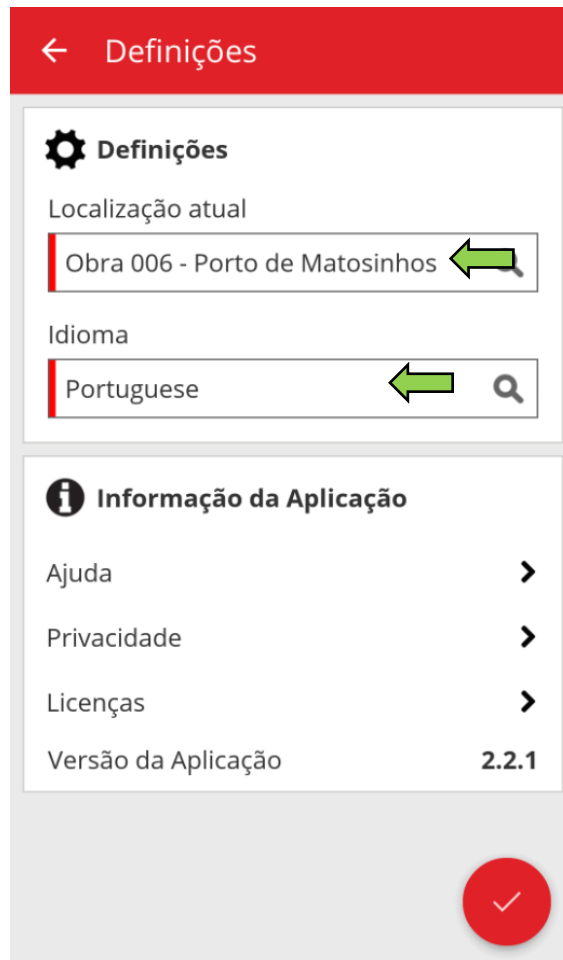 Definições
Definições
Localização atual
Obra 006 - Porto de Matosinhos
Idioma
Portuguese
Informação da Aplicação
Ajuda
Privacidade
Licenças
Versão da Aplicação 2.2.1